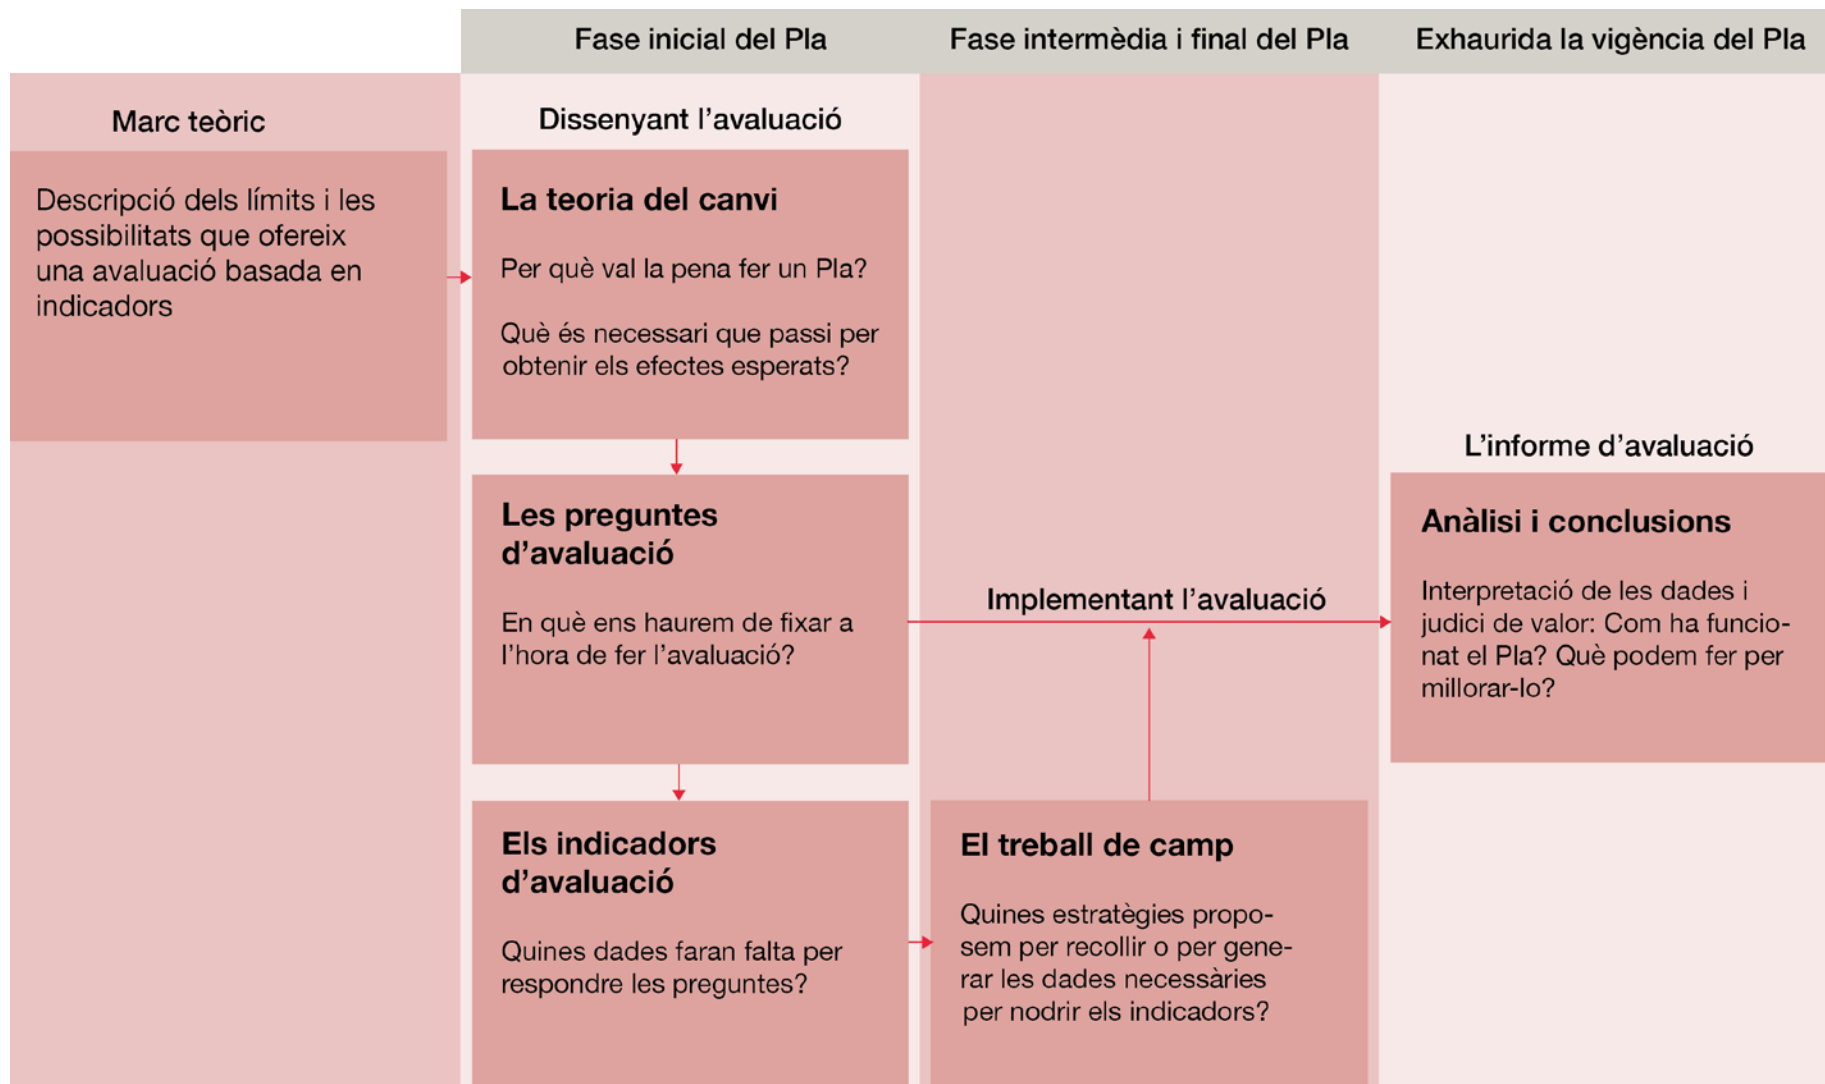 Fase inicial del Pla
Fase intermèdia i final del Pla
Exhaurida la vigència del Pla
Marc teòric
Descripció dels límits i les
possibilitats que ofereix
una avaluació basada en
indicadors
Dissenyant l’avaluació
La teoria del canvi
Per què val la pena fer un Pla?
Què és necessari que passi per
obtenir els efectes esperats?
Les preguntes
d’avaluació
En què ens haurem de fixar a
l’hora de fer l’avaluació?
Els indicadors
d’avaluació
Quines dades faran falta per
respondre les preguntes?
Implementant l’avaluació
El treball de camp
Quines estratègies propo-
sem per recollir o per gene-
rar les dades necessàries
per nodrir els indicadors?
L’informe d’avaluació
Anàlisi i conclusions
Interpretació de les dades i
judici de valor: Com ha funcio-
nat el Pla? Què podem fer per
millorar-lo?